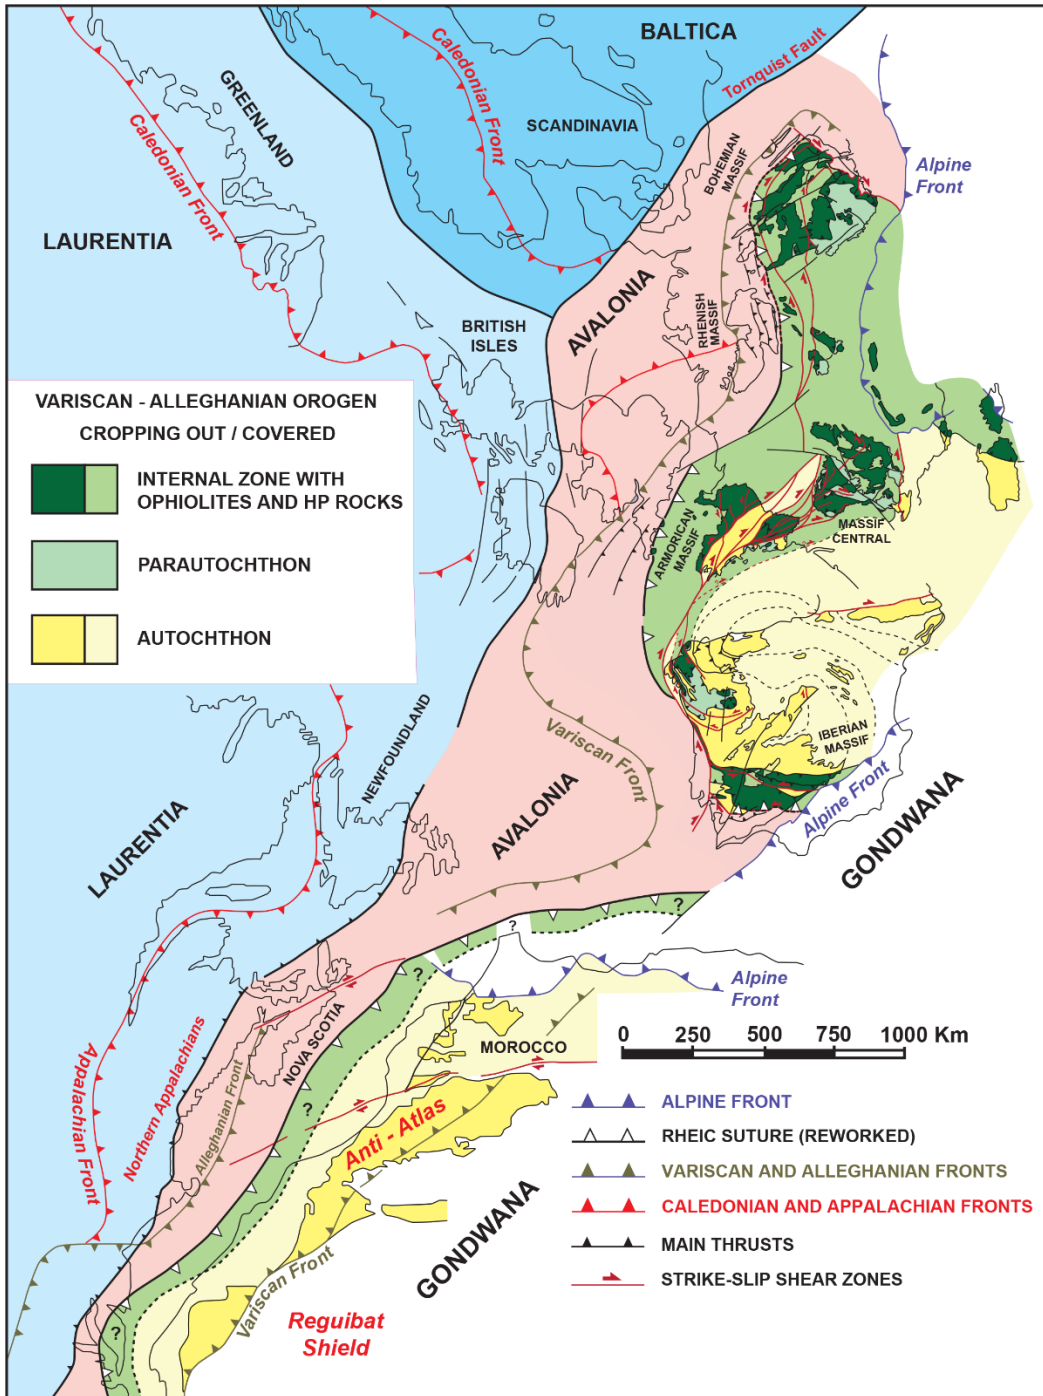 BALTICA
Tornquist Fault
Caledonian Front
GREENLAND
Caledonian Front
SCANDINAVIA
BOHEMIAN
MASSIF
Alpine
Front
LAURENTIA
AVALONIA
RHENISH
MASSIF
BRITISH
ISLES
VARISCAN - ALLEGHANIAN OROGEN
CROPPING OUT / COVERED
INTERNAL ZONE WITH
OPHIOLITES AND HP ROCKS
PARAUTOCHTHON
AUTOCHTHON
ARMORICAN
MASSIF
MASSIF
CENTRAL
IBERIAN
MASSIF
NEWFOUNDLAND
Variscan Front
Alpine Front
AVALONIA
LAURENTIA
GONDWANA
?
?
?
?
Alpine
Front
Appalachian Front
Northern Appalachians
Alleghanian Front
NOVA SCOTIA
?
MOROCCO
Anti - Atlas
GONDWANA
Variscan Front
Reguibat
Shield
?
0 250 500 750 1000 Km
ALPINE FRONT
RHEIC SUTURE (REWORKED)
VARISCAN AND ALLEGHANIAN FRONTS
CALEDONIAN AND APPALACHIAN FRONTS
MAIN THRUSTS
STRIKE-SLIP SHEAR ZONES